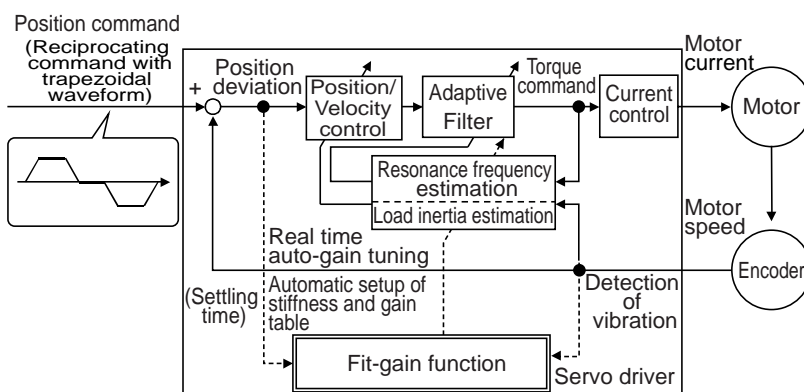 Position command
(Reciprocating
command with
trapezoidal
waveform)
+
Position
deviation
Position/
Velocity
control
Adaptive
Filter
Torque
command
Current
control
Motor
current
Motor
Resonance frequency
estimation
Load inertia estimation
Motor
speed
Encoder
Real time
auto-gain tuning
(Settling
time)
Automatic setup of
stiffness and gain
table
Detection
of
vibration
Fit-gain function
Servo driver